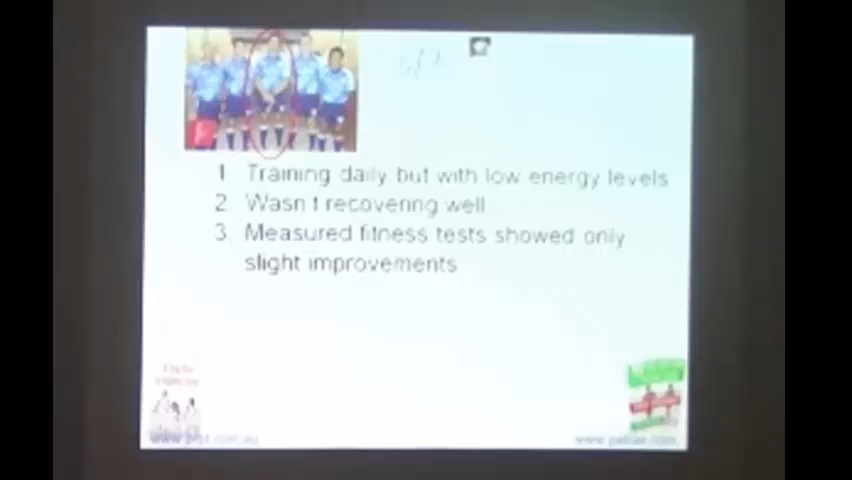 1 Training daily but with low energy levels
2. Wasn t recovering well
3. Measured fitness tests showed only
slight improvements